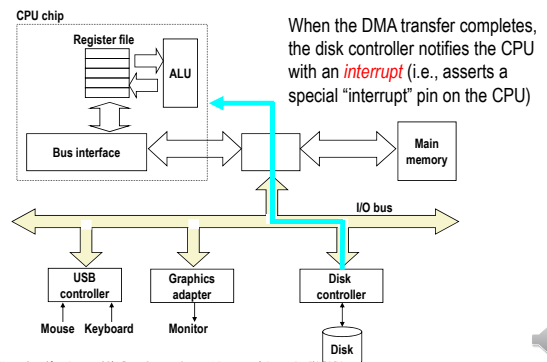 CPU chip
When the DMA transfer completes,
the disk controller notifies the CPU
with an interrupt (i.e., asserts a
special “interrupt” pin on the CPU)
Register file
ALU
Bus interface
Main
memory
I/O bus
USB
controller
Graphics
adapter
Disk
controller
Mouse Keyboard
Monitor
Disk